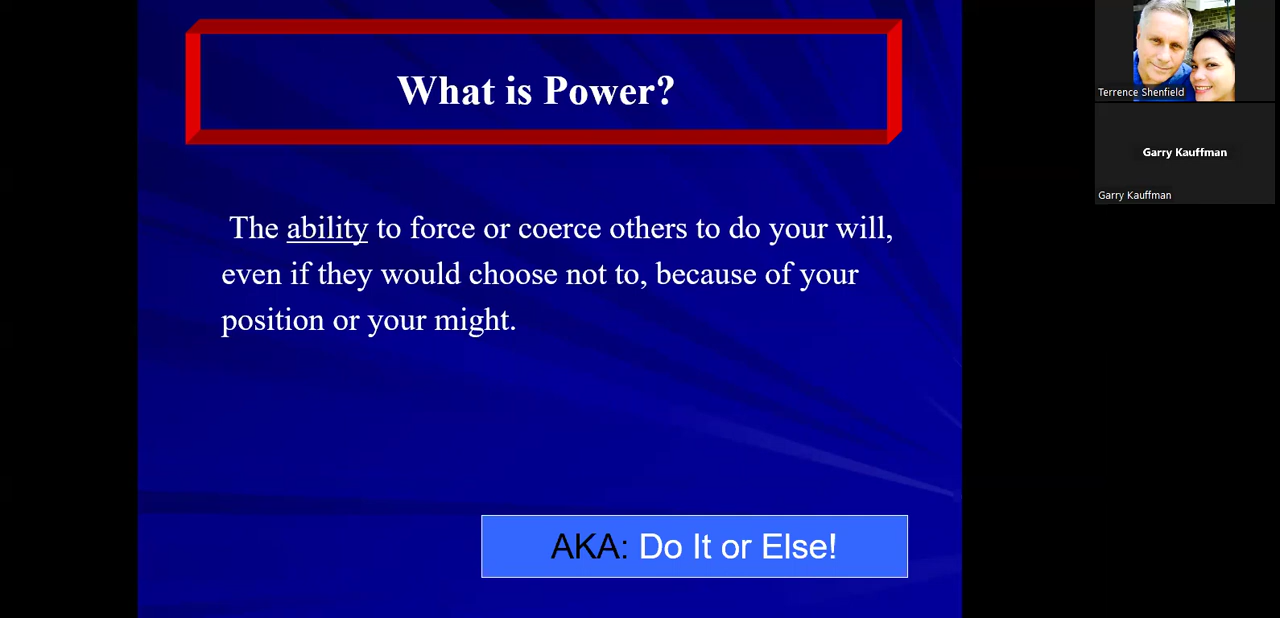 What is Power?
The ability to force or coerce others to do your will,
even if they would choose not to, because of your
position or your might.
AKA: Do It or Else!
Terrence Shenfield
Garry Kauffman
Garry Kauffman